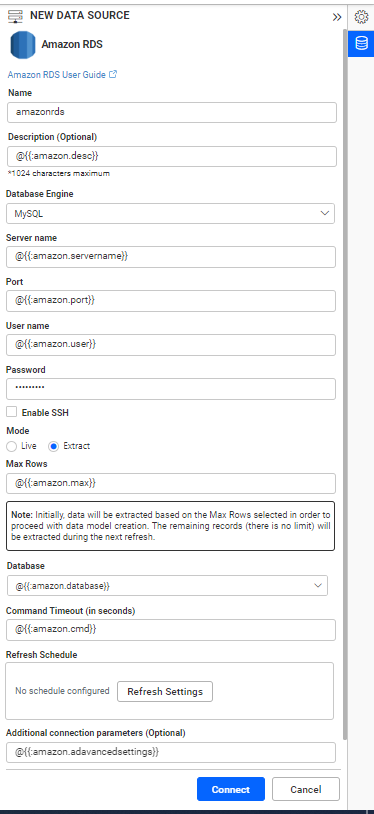 NEW DATA SOURCE
Amazon RDS
Amazon RDS User Guide
Name
amazonrds
Description (Optional)
@{{:amazon.desc}}
*1024 characters maximum
Database Engine
MySQL
Server name
@{{:amazon.servername}}
Port
@{{:amazon.port}}
User name
@{{:amazon.user}}
Password
•••••••••
Enable SSH
Mode
Live Extract
Max Rows
@{{:amazon.max}}
Note: Initially, data will be extracted based on the Max Rows selected in order to
proceed with data model creation. The remaining records (there is no limit) will
be extracted during the next refresh.
Database
@{{:amazon.database}}
Command Timeout (in seconds)
@{{:amazon.cmd}}
Refresh Schedule
No schedule configured Refresh Settings
Additional connection parameters (Optional)
@{{:amazon.adavancedsettings}}
Connect Cancel